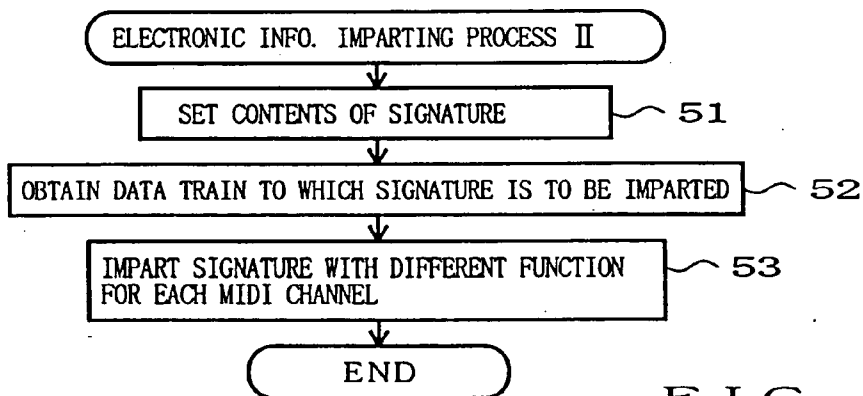 ELECTRONIC INFO. IMPARTING PROCESS II
SET CONTENTS OF SIGNATURE
51
OBTAIN DATA TRAIN TO WHICH SIGNATURE IS TO BE IMPARTED
52
IMPART SIGNATURE WITH DIFFERENT FUNCTION
FOR EACH MIDI CHANNEL
53
END